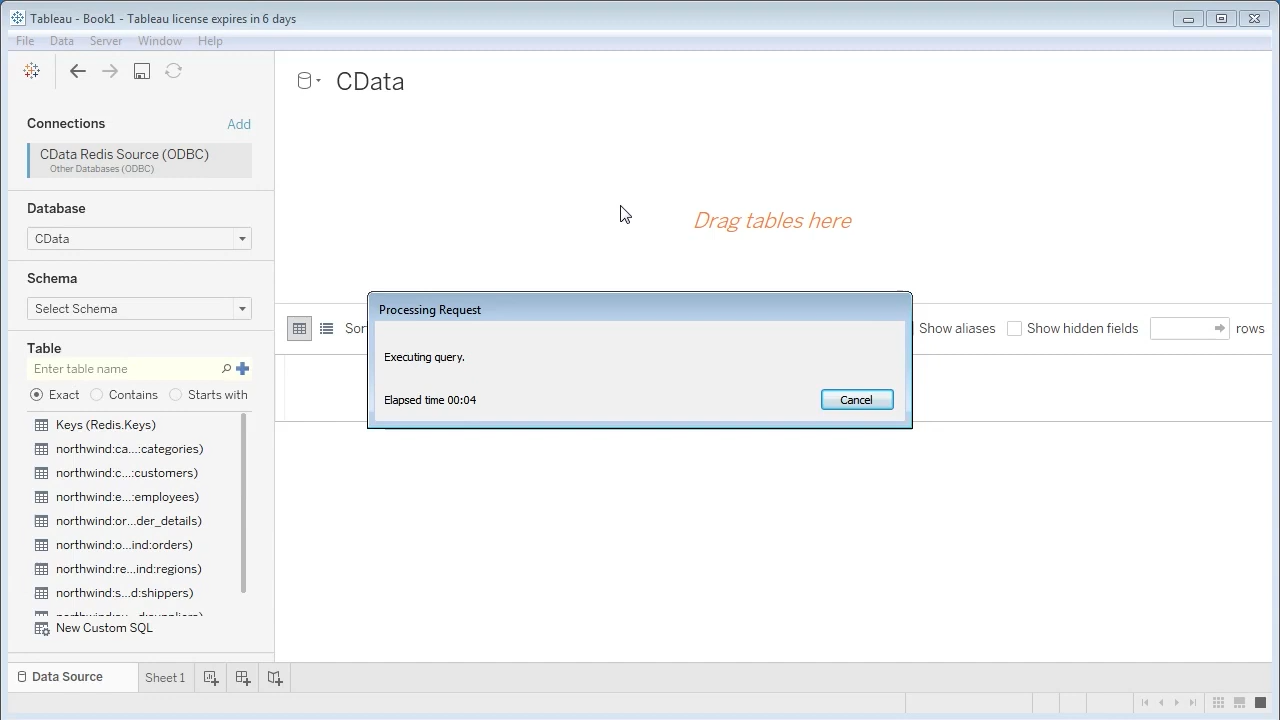 Tableau - Book1 - Tableau license expires in 6 days
File Data Server Window Help
CData
Connections Add
CData Redis Source (ODBC)
Other Databases (ODBC)
Database
CData
Drag tables here
Schema
Select Schema
Processing Request
Sor
Show aliases Show hidden fields rows
Table
Enter table name
Executing query.
Exact Contains Starts with
Elapsed time 00:04 Cancel
Keys (Redis.Keys)
northwind:ca...:categories)
northwind:c...:customers)
northwind:e...:employees)
northwind:or...der_details)
northwind:o...ind:orders)
northwind:re...ind:regions)
northwind:s...d:shippers)
New Custom SQL
Data Source Sheet 1